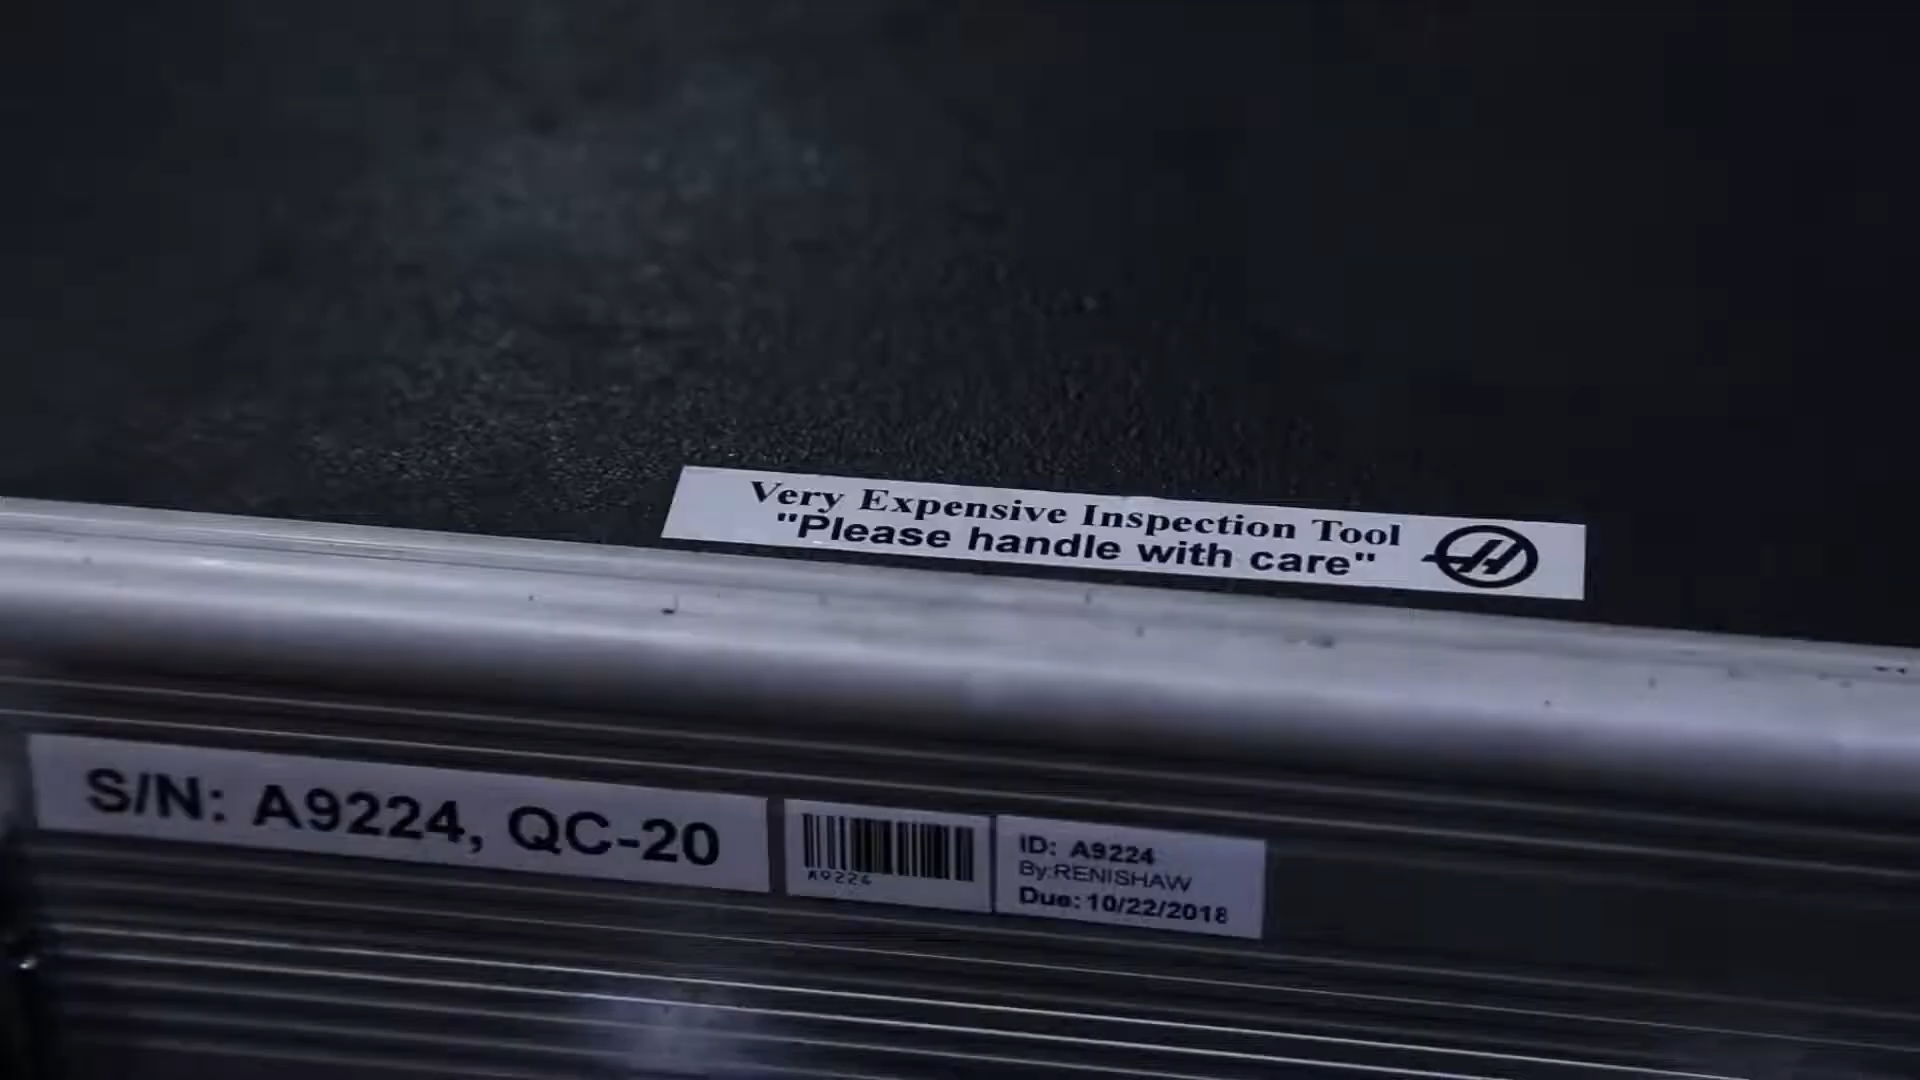 Very Expensive Inspection Tool
"Please handle with care"
S/N: A9224, QC-20
A9224
ID: A9224
By:RENISHAW
Due: 10/22/2018